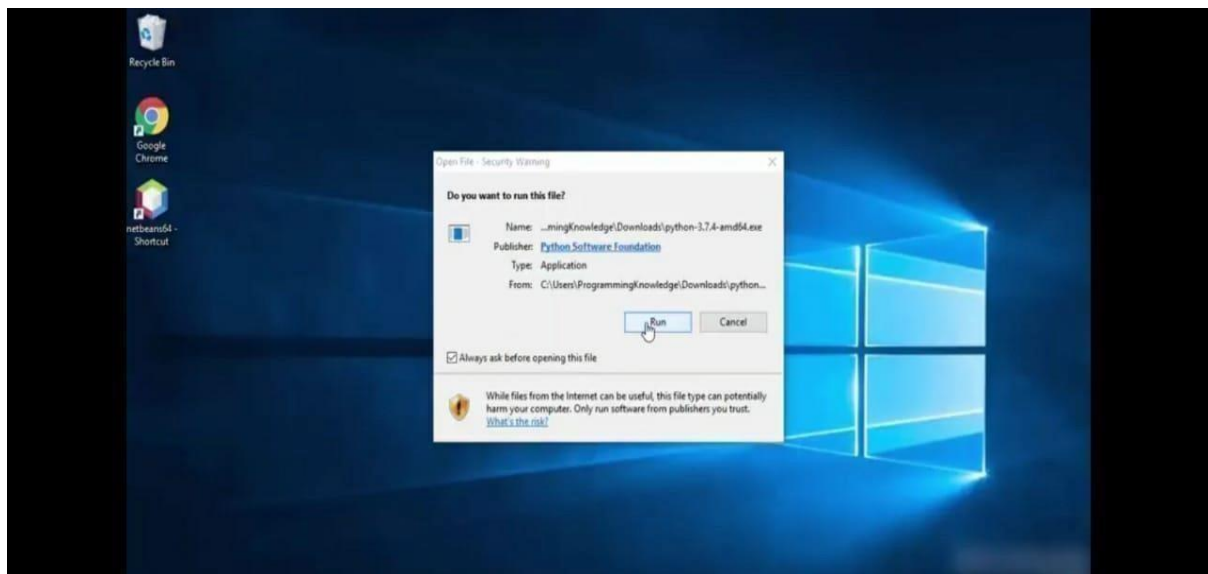 Recycle Bin
Google
Chrome
netbeans64 -
Shortcut
Open File - Security Warning
Do you want to run this file?
Name: ...mingKnowledge\Downloads\python-3.7.4-amd64.exe
Publisher: Python Software Foundation
Type: Application
From: C:\Users\ProgrammingKnowledge\Downloads\python...
Run Cancel
Always ask before opening this file
While files from the Internet can be useful, this file type can potentially
harm your computer. Only run software from publishers you trust.
What's the risk?